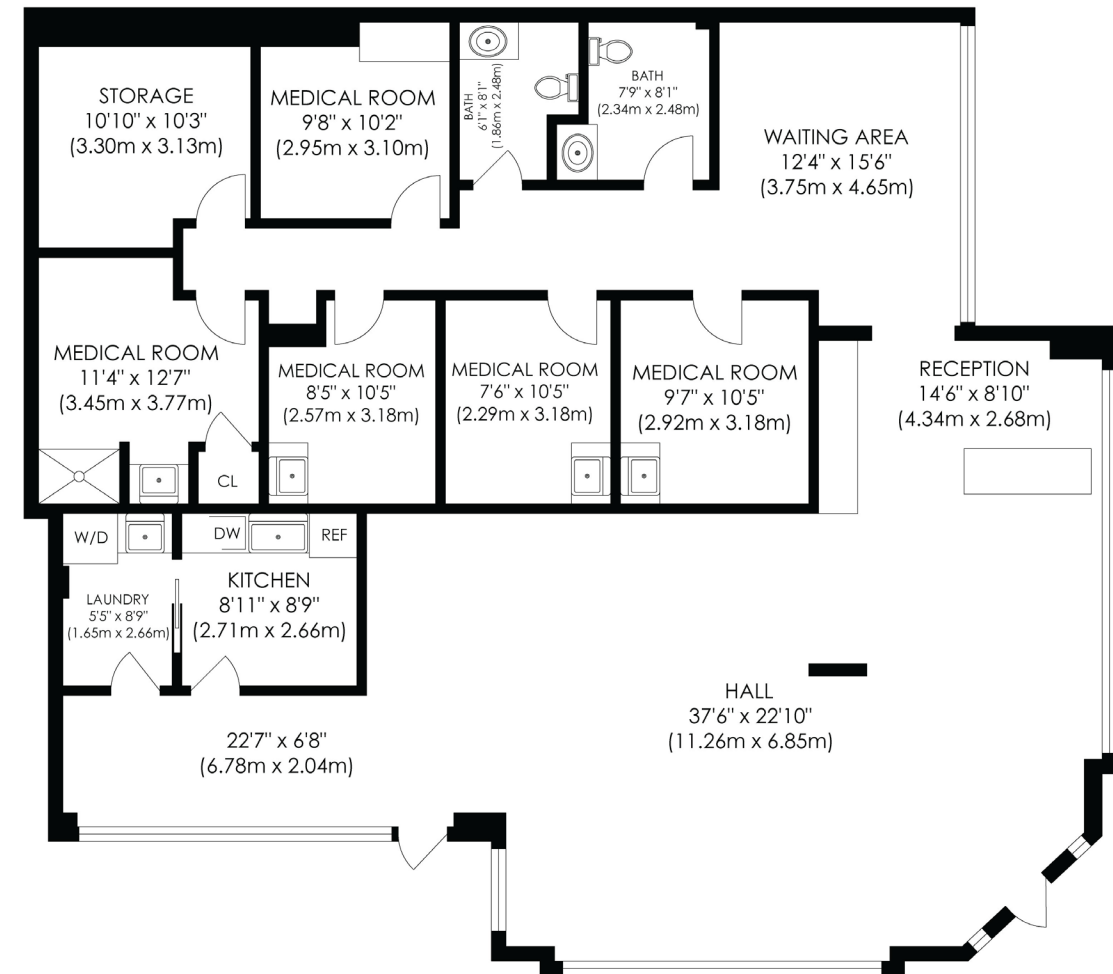 STORAGE
10'10" x 10'3"
(3.30m x 3.13m)
MEDICAL ROOM
9'8" x 10'2"
(2.95m x 3.10m)
BATH
6'1" x 8'1"
(1.86m x 2.48m)
BATH
7'9" x 8'1"
(2.34m x 2.48m)
WAITING AREA
12'4" x 15'6"
(3.75m x 4.65m)
MEDICAL ROOM
11'4" x 12'7"
(3.45m x 3.77m)
CL
MEDICAL ROOM
8'5" x 10'5"
(2.57m x 3.18m)
MEDICAL ROOM
7'6" x 10'5"
(2.29m x 3.18m)
MEDICAL ROOM
9'7" x 10'5"
(2.92m x 3.18m)
RECEPTION
14'6" x 8'10"
(4.34m x 2.68m)
W/D
DW
REF
LAUNDRY
5'5" x 8'9"
(1.65m x 2.66m)
KITCHEN
8'11" x 8'9"
(2.71m x 2.66m)
HALL
37'6" x 22'10"
(11.26m x 6.85m)
22'7" x 6'8"
(6.78m x 2.04m)